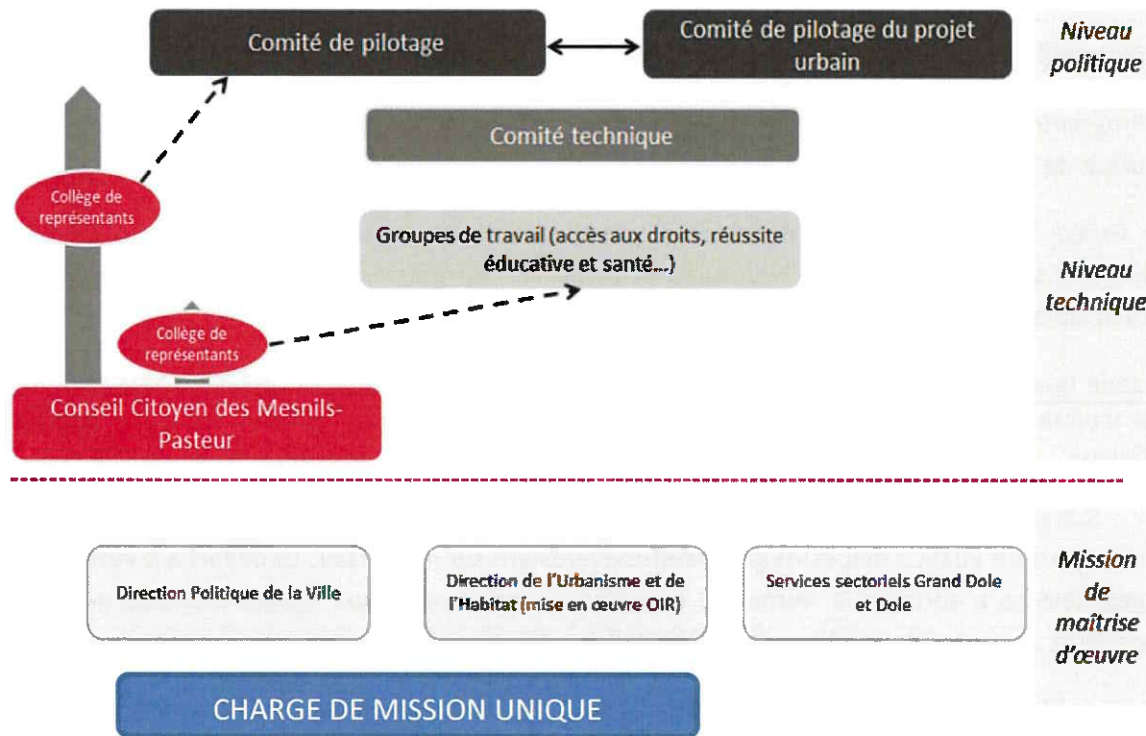 Comité de pilotage
Comité de pilotage du projet
urbain
Niveau
politique
Comité technique
Collège de
représentants
Groupes de travail (accès aux droits, réussite
éducative et santé...)
Niveau
technique
Collège de
représentants
Conseil Citoyen des Mesnils-
Pasteur
Direction Politique de la Ville
Direction de l'Urbanisme et de
l'Habitat (mise en œuvre OIR)
Services sectoriels Grand Dole
et Dole
Mission
de
maîtrise
d'œuvre
CHARGE DE MISSION UNIQUE